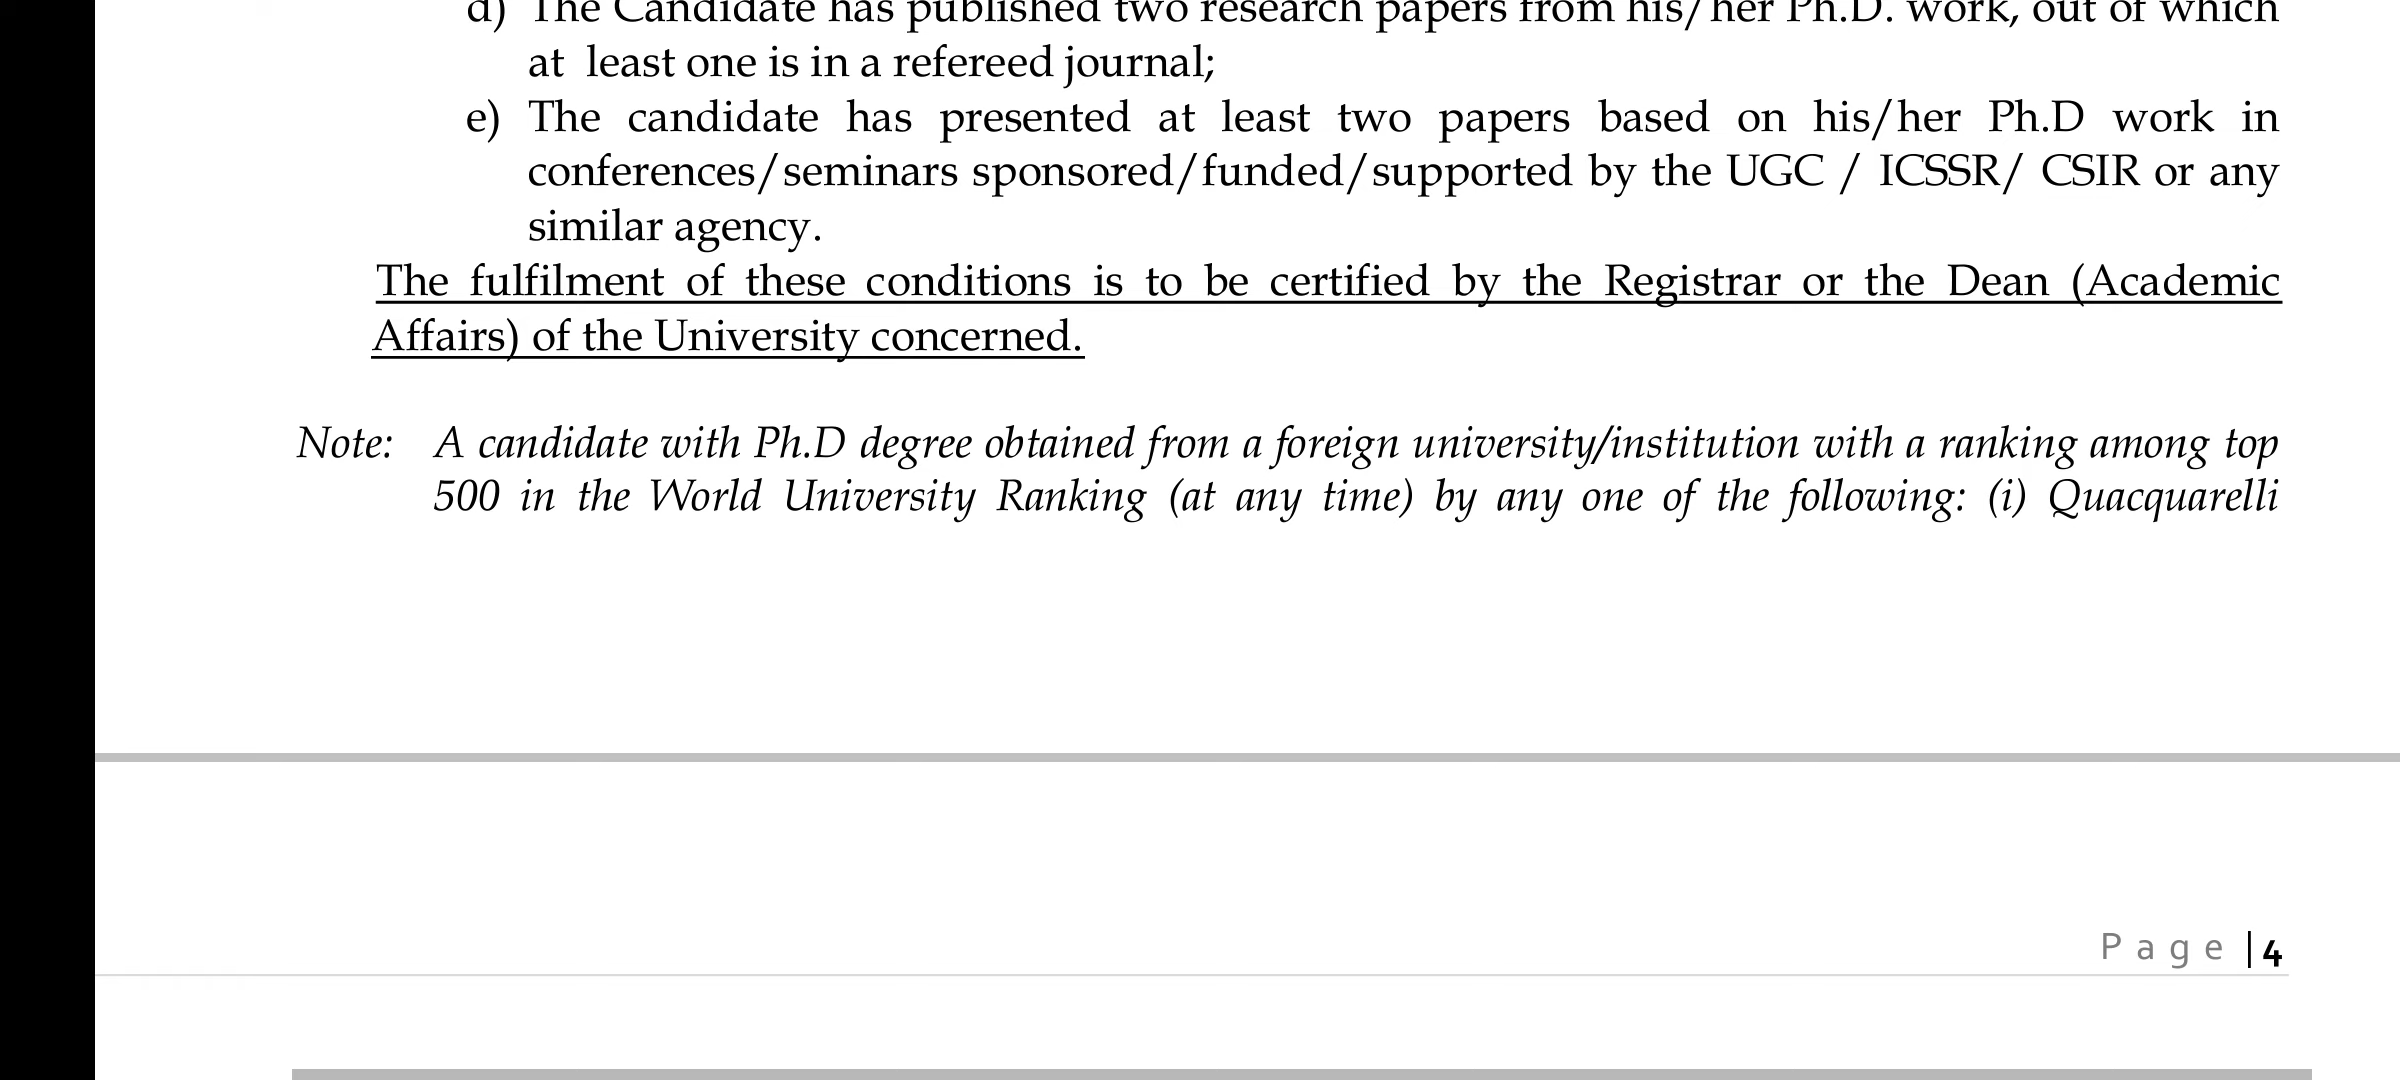 d) The Candidate has published two research papers from his/her Ph.D. work, out of which
at least one is in a refereed journal;
e) The candidate has presented at least two papers based on his/her Ph.D work in
conferences/seminars sponsored/funded/supported by the UGC / ICSSR/ CSIR or any
similar agency.
The fulfilment of these conditions is to be certified by the Registrar or the Dean (Academic
Affairs) of the University concerned.
Note: A candidate with Ph.D degree obtained from a foreign university/institution with a ranking among top
500 in the World University Ranking (at any time) by any one of the following: (i) Quacquarelli
Page |4